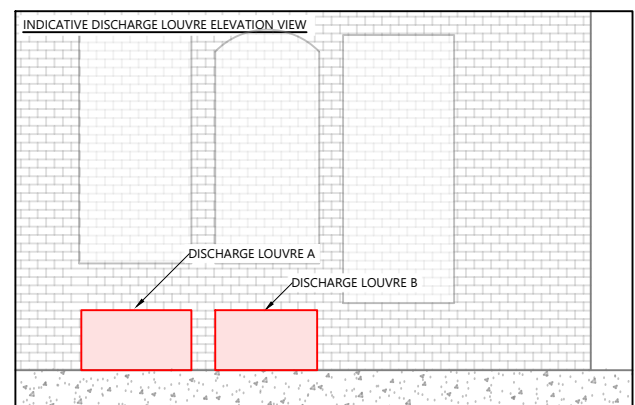 INDICATIVE DISCHARGE LOUVRE ELEVATION VIEW
DISCHARGE LOUVRE A
DISCHARGE LOUVRE B